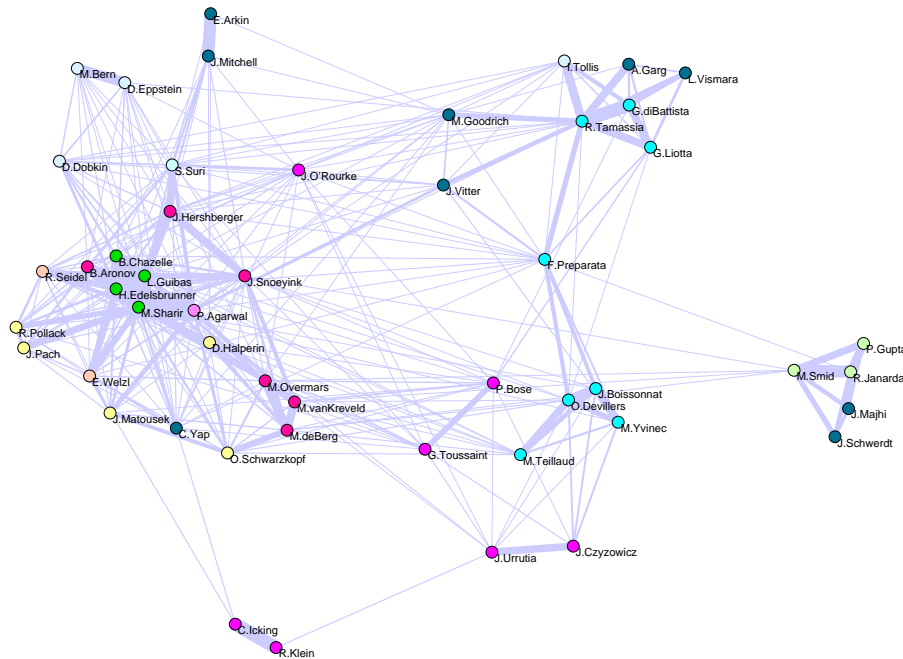 E.Arkin
J.Mitchell
I.Tollis
A.Garg
L.Vismara
M.Bern
D.Eppstein
G.diBattista
M.Goodrich
R.Tamassia
G.Liotta
D.Dobkin
S.Suri
J.O'Rourke
J.Vitter
J.Hershberger
B.Chazelle
F.Preparata
R.Seidel
B.Aronov
L.Guibas
J.Snoeyink
H.Edelsbrunner
M.Sharir
P.Agarwal
R.Pollack
D.Halperin
J.Pach
P.Gupta
E.Welzl
M.Smid
R.Janarda
M.Overmars
P.Bose
J.Boissonnat
M.vanKreveld
O.Devillers
J.Majhi
J.Matousek
C.Yap
M.deBerg
M.Yvinec
J.Schwerdt
O.Schwarzkopf
G.Toussaint
M.Teillaud
J.Urrutia
J.Czyzowicz
C.Icking
R.Klein